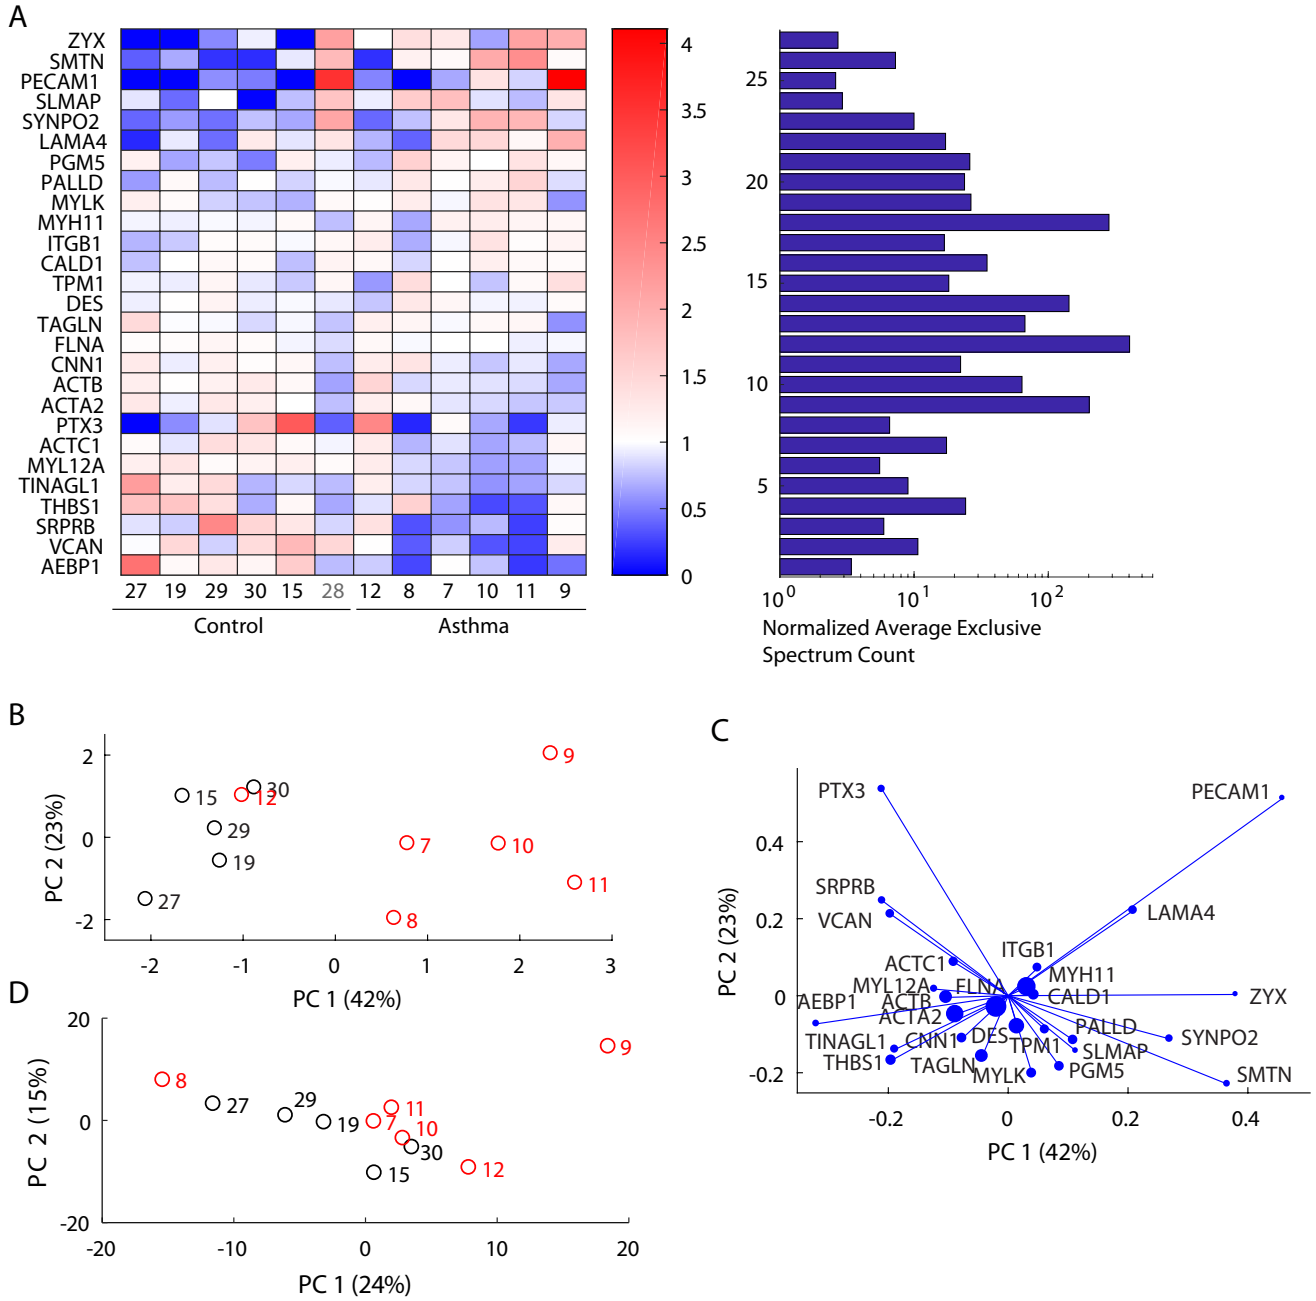 A
ZYX
SMTN
PECAM1
SLMAP
SYNPO2
LAMA4
PGM5
PALLD
MYLK
MYH11
ITGB1
CALD1
TPM1
DES
TAGLN
FLNA
CNN1
ACTB
ACTA2
PTX3
ACTC1
MYL12A
TINAGL1
THBS1
SRPRB
VCAN
AEBP1
27 19 29 30 15 28 12 8 7 10 11 9
Control Asthma
4
3.5
3
2.5
2
1.5
1
0.5
0
25
20
15
10
5
10^0 10^1 10^2
Normalized Average Exclusive
Spectrum Count
B
PC 2 (23%)
2
0
-2
15
30
12
29
19
27
9
7
10
11
8
-2 -1 0 1 2 3
PC 1 (42%)
C
PC 2 (23%)
0.4
0.2
0
-0.2
PTX3
PECAM1
SRPRB
VCAN
LAMA4
ITGB1
ACTC1
MYH11
MYL12A
FLNA
CALD1
ZYX
AEBP1
ACTB
ACTA2
PALLD
SYNPO2
TINAGL1
CNN1
DES
TPM1
SLMAP
THBS1
TAGLN
MYLK
PGM5
SMTN
-0.2 0 0.2 0.4
PC 1 (42%)
D
PC 2 (15%)
20
0
-20
8
27
29
19
11
7
10
30
15
12
9
-20 -10 0 10 20
PC 1 (24%)